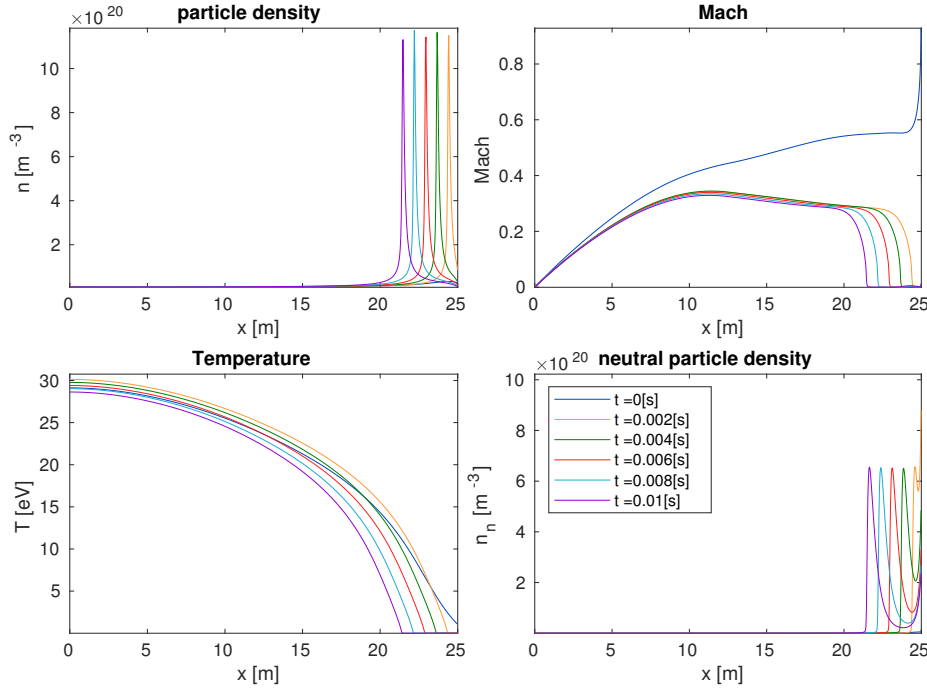 particle density
× 10 20
n [m -3 ]
10
8
6
4
2
0 5 10 15 20 25
x [m]
Mach
Mach
0.8
0.6
0.4
0.2
0
0 5 10 15 20 25
x [m]
Temperature
T [eV]
30
25
20
15
10
5
0 5 10 15 20 25
x [m]
neutral particle density
× 10 20
n n [m -3 ]
10
8
6
4
2
0 5 10 15 20 25
x [m]
t =0[s]
t =0.002[s]
t =0.004[s]
t =0.006[s]
t =0.008[s]
t =0.01[s]